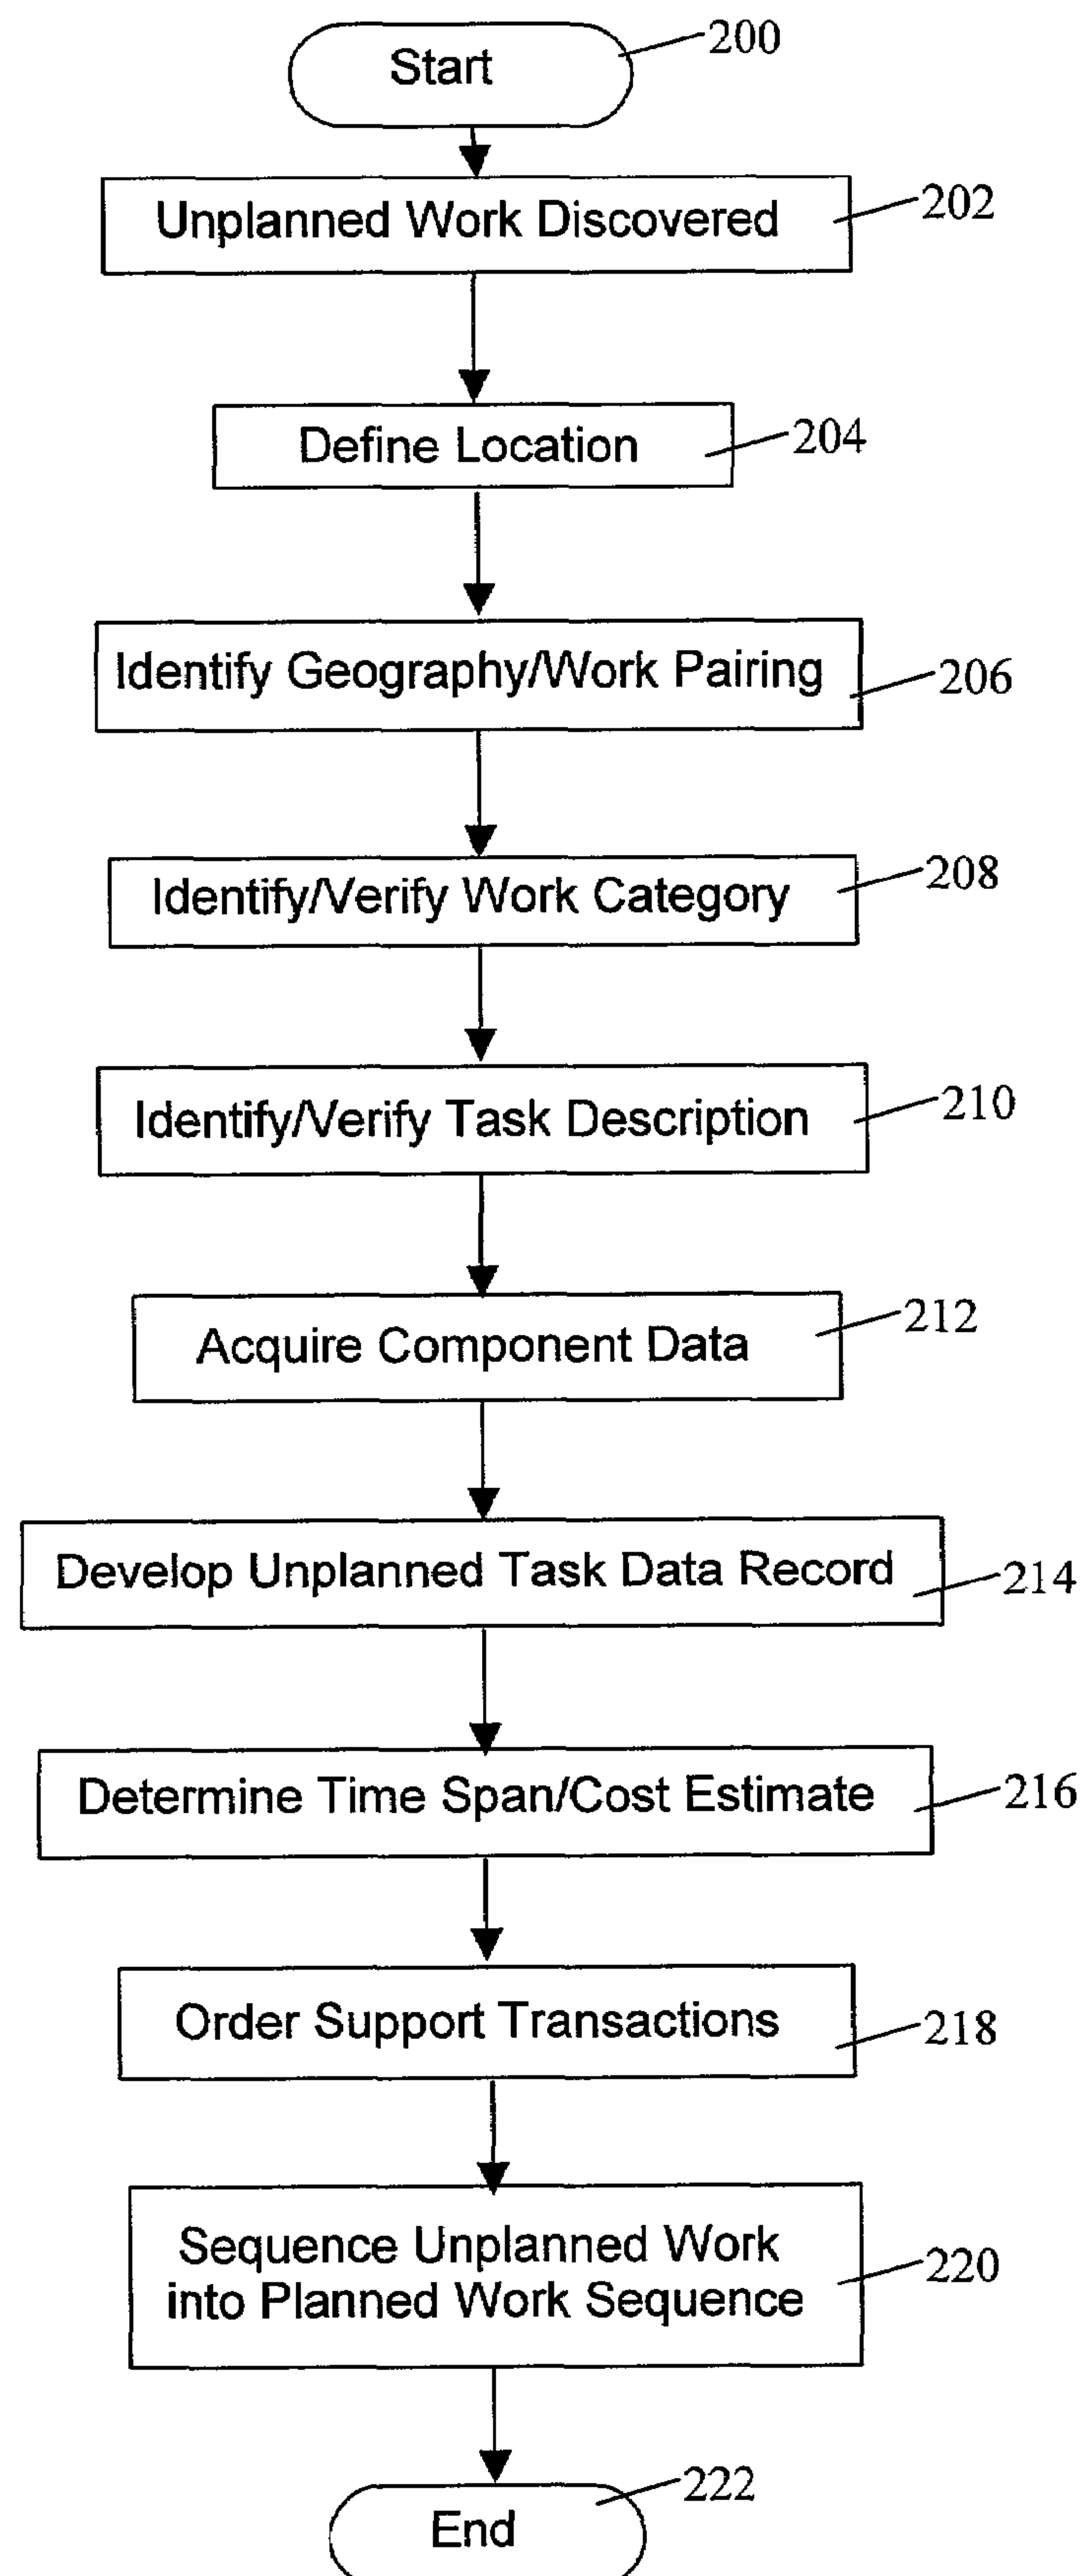 Start
200
Unplanned Work Discovered
202
Define Location
204
Identify Geography/Work Pairing
206
Identify/Verify Work Category
208
Identify/Verify Task Description
210
Acquire Component Data
212
Develop Unplanned Task Data Record
214
Determine Time Span/Cost Estimate
216
Order Support Transactions
218
Sequence Unplanned Work
into Planned Work Sequence
220
End
222